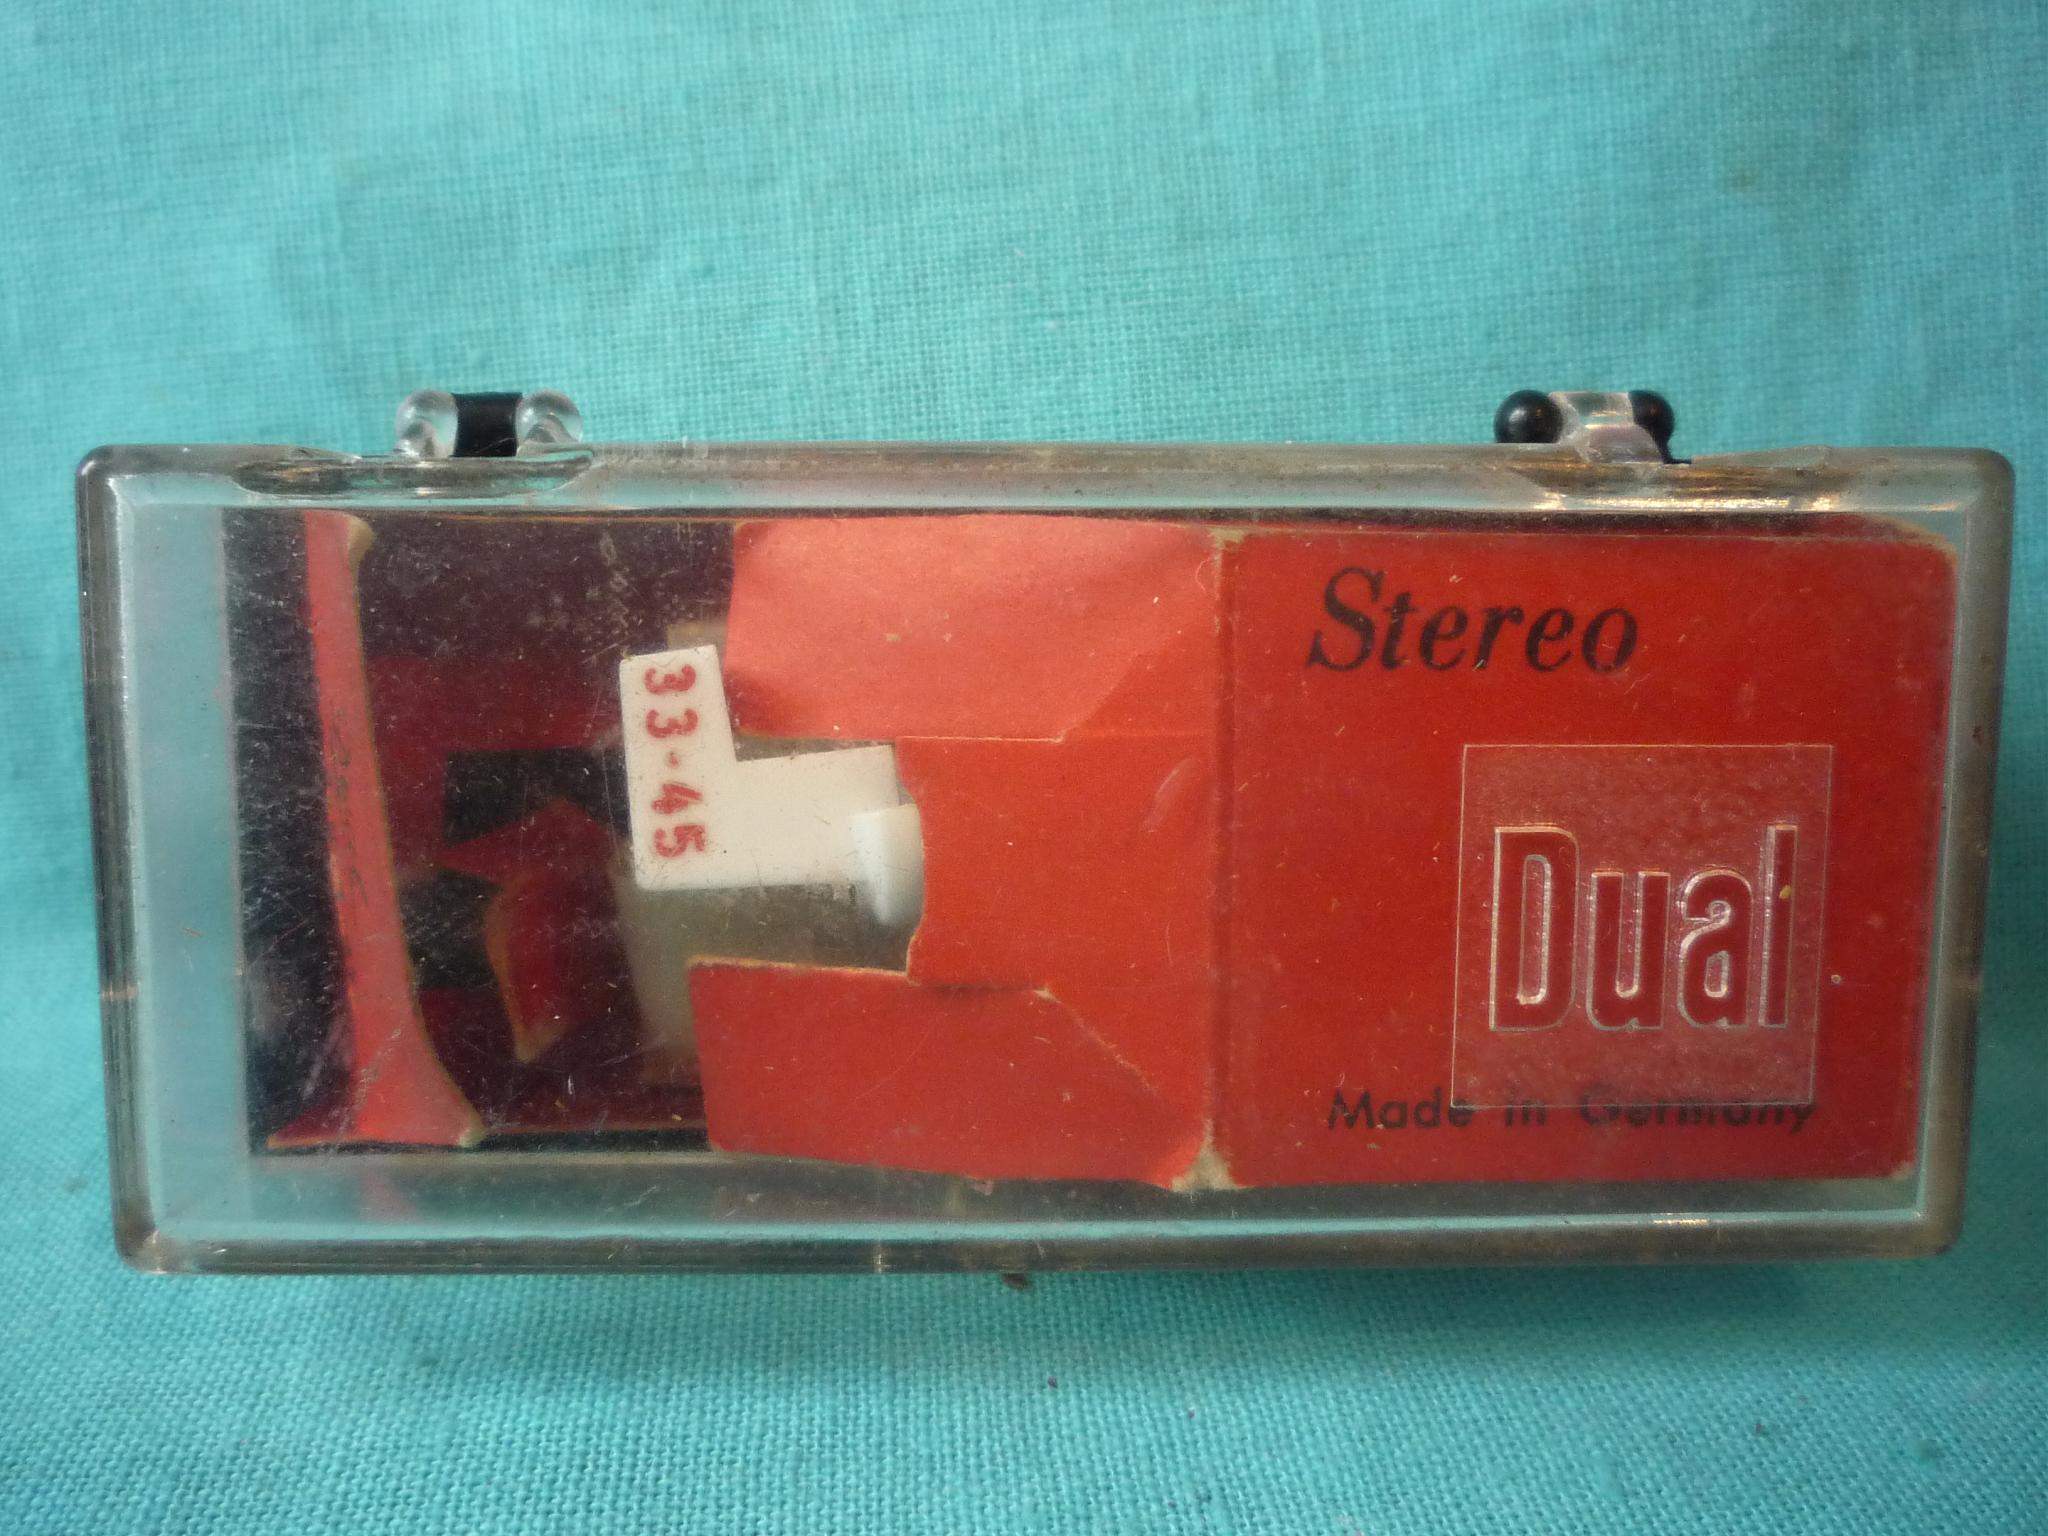 33-45
Stereo
Dual
Made in Germany